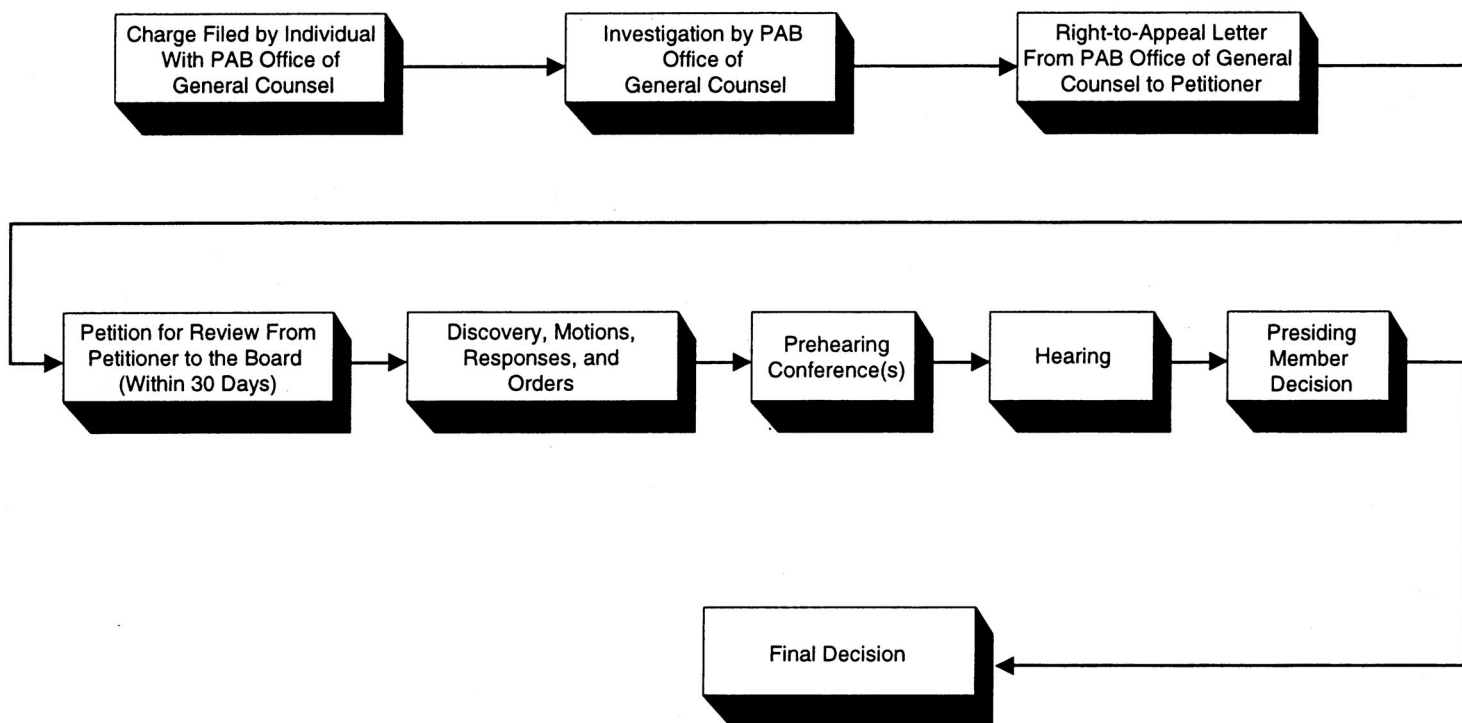 Charge Filed by Individual
With PAB Office of
General Counsel
Investigation by PAB
Office of
General Counsel
Right-to-Appeal Letter
From PAB Office of General
Counsel to Petitioner
Petition for Review From
Petitioner to the Board
(Within 30 Days)
Discovery, Motions,
Responses, and
Orders
Prehearing
Conference(s)
Hearing
Presiding
Member
Decision
Final Decision